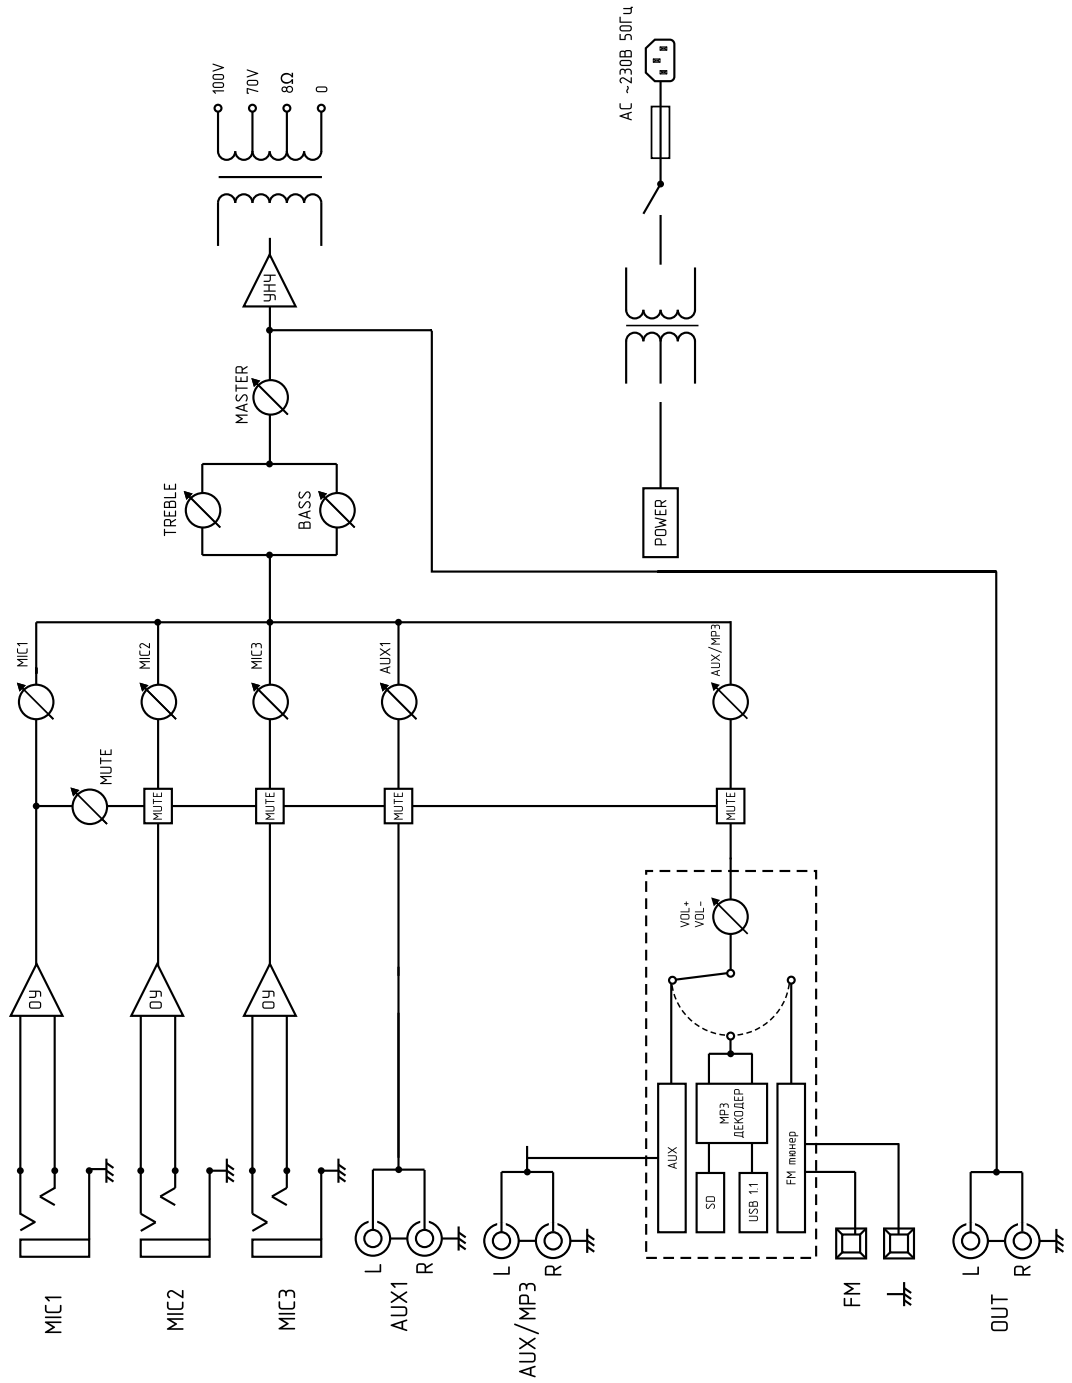 MIC1
MIC2
MIC3
AUX1
L
R
AUX/MP3
L
R
FM
OUT
L
R
ОУ
ОУ
ОУ
AUX
SD
USB 1.1
MP3
ДЕКОДЕР
FM тюнер
VOL+
VOL-
MUTE
MUTE
MUTE
MUTE
MUTE
MIC1
MIC2
MIC3
AUX1
AUX/MP3
TREBLE
BASS
MASTER
УНЧ
100V
70V
8Ω
0
POWER
AC ~230В 50Гц